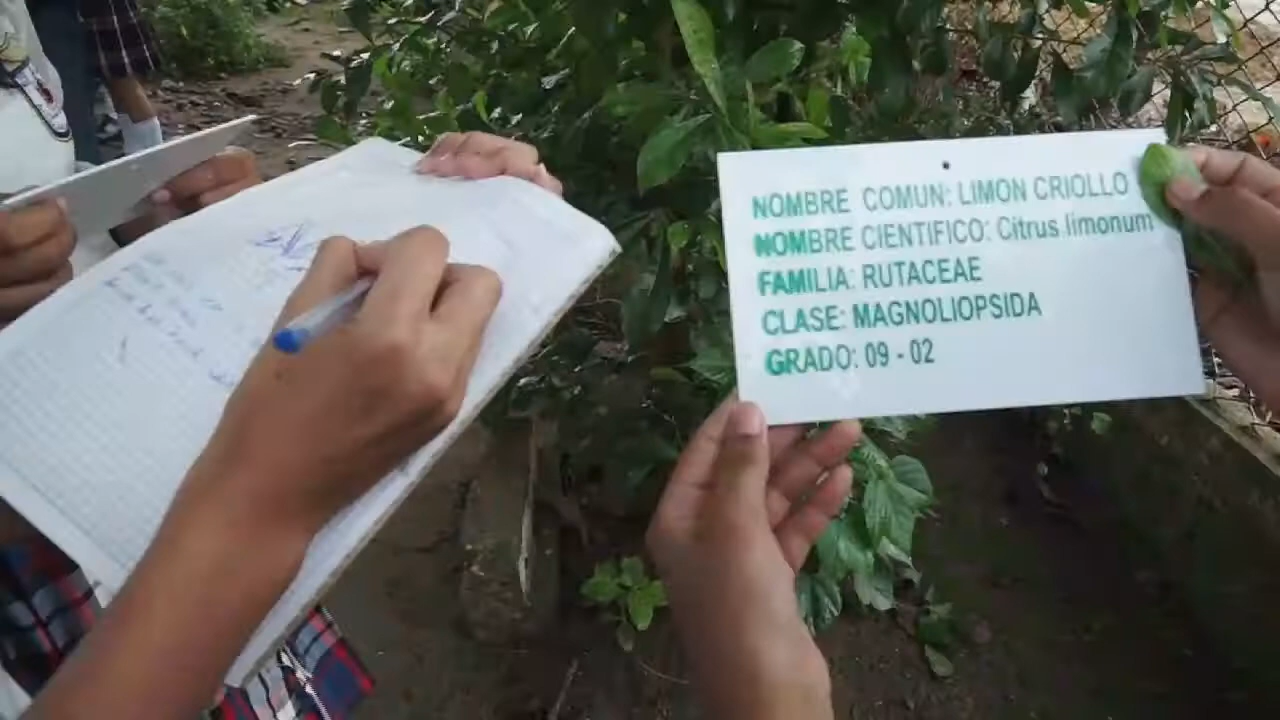 NOMBRE COMUN: LIMON CRIOLLO
NOMBRE CIENTIFICO: Citrus limonum
FAMILIA: RUTACEAE
CLASE: MAGNOLIOPSIDA
GRADO: 09 - 02